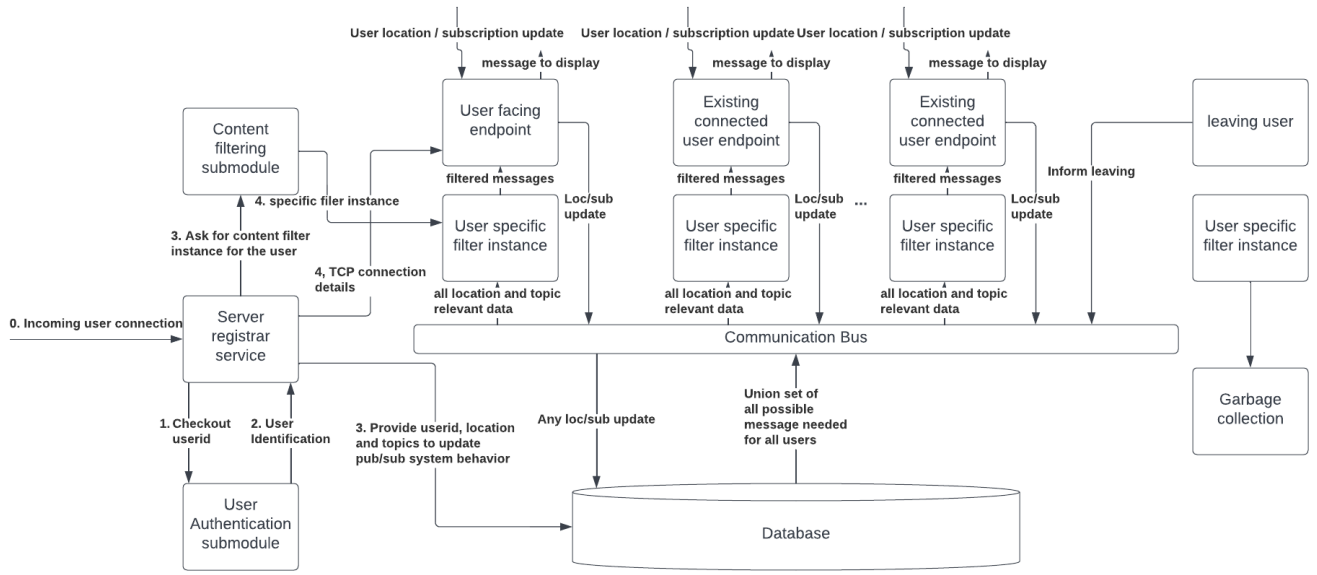 User location / subscription update
User location / subscription update
User location / subscription update
message to display
message to display
message to display
User facing
endpoint
Existing
connected
user endpoint
Existing
connected
user endpoint
leaving user
Content
filtering
submodule
Inform leaving
filtered messages
filtered messages
filtered messages
4. specific filer instance
Loc/sub
update
Loc/sub
update
...
Loc/sub
update
User specific
filter instance
User specific
filter instance
User specific
filter instance
User specific
filter instance
3. Ask for content filter
instance for the user
4, TCP connection
details
all location and topic
relevant data
all location and topic
relevant data
all location and topic
relevant data
0. Incoming user connection
Server
registrar
service
Communication Bus
1. Checkout
userid
2. User
Identification
3. Provide userid, location
and topics to update
pub/sub system behavior
Any loc/sub update
Union set of
all possible
message needed
for all users
Garbage
collection
User
Authentication
submodule
Database